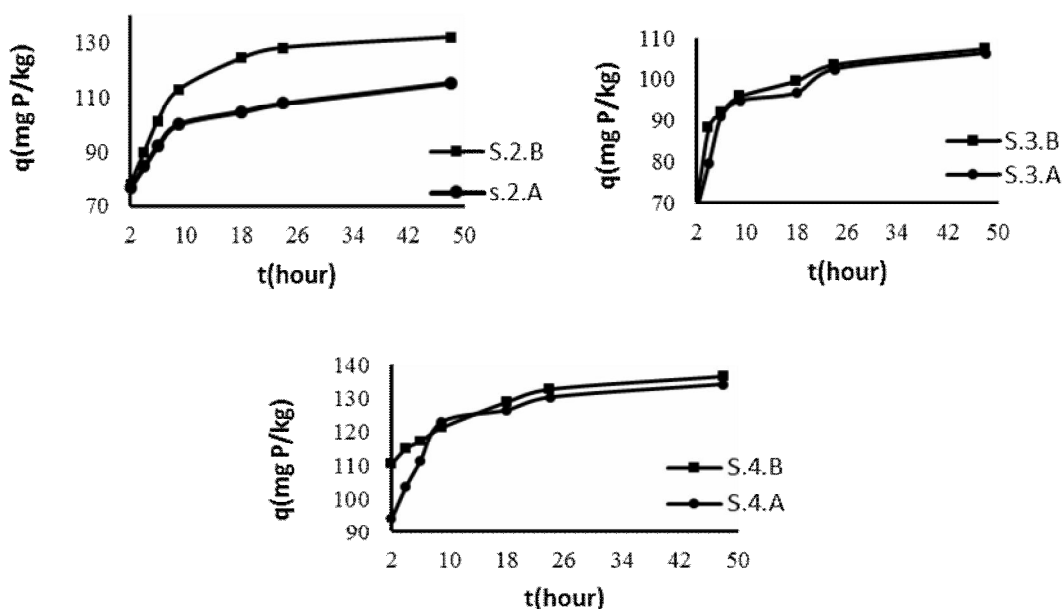 q(mg P/kg)
130
110
90
70
2 10 18 26 34 42 50
t(hour)
S.2.B
s.2.A
q(mg P/kg)
110
100
90
80
70
2 10 18 26 34 42 50
t(hour)
S.3.B
S.3.A
q(mg P/kg)
140
130
120
110
100
90
2 10 18 26 34 42 50
t(hour)
S.4.B
S.4.A